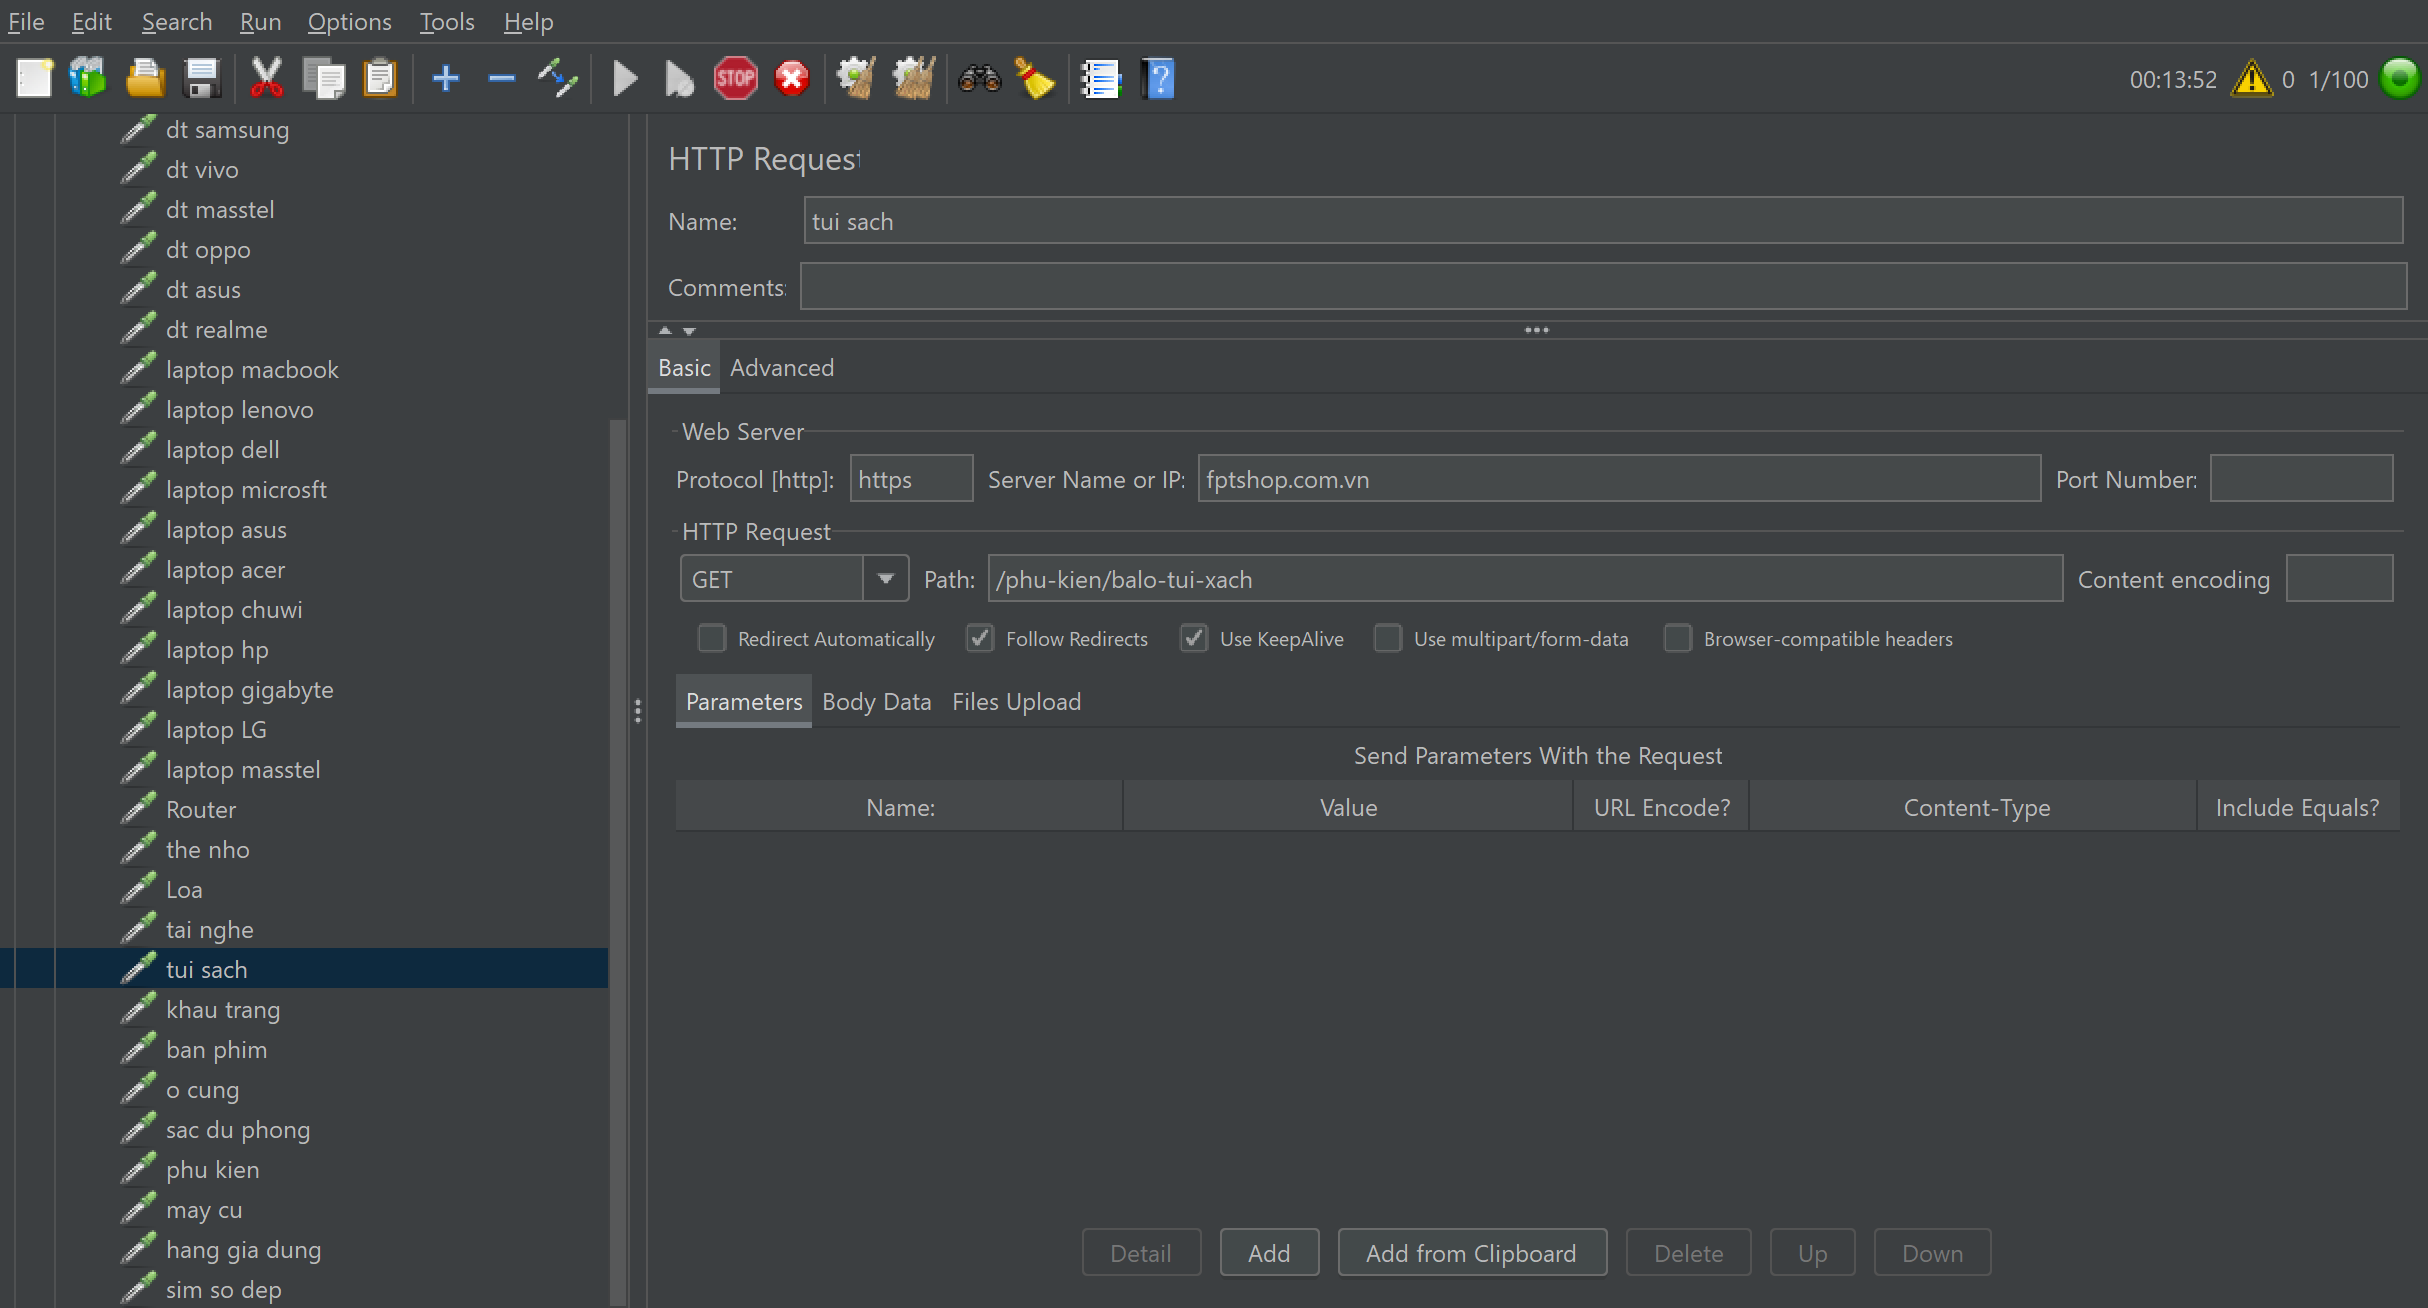 File Edit Search Run Options Tools Help
STOP ? 00:13:52 0 1/100
dt samsung
dt vivo
dt masstel
dt oppo
dt asus
dt realme
laptop macbook
laptop lenovo
laptop dell
laptop microsft
laptop asus
laptop acer
laptop chuwi
laptop hp
laptop gigabyte
laptop LG
laptop masstel
Router
the nho
Loa
tai nghe
tui sach
khau trang
ban phim
o cung
sac du phong
phu kien
may cu
hang gia dung
sim so dep
HTTP Request
Name: tui sach
Comments:
Basic Advanced
Web Server
Protocol [http]: https Server Name or IP: fptshop.com.vn Port Number:
HTTP Request
GET Path: /phu-kien/balo-tui-xach Content encoding
Redirect Automatically Follow Redirects Use KeepAlive Use multipart/form-data Browser-compatible headers
Parameters Body Data Files Upload
Send Parameters With the Request
Name: Value URL Encode? Content-Type Include Equals?
Detail Add Add from Clipboard Delete Up Down